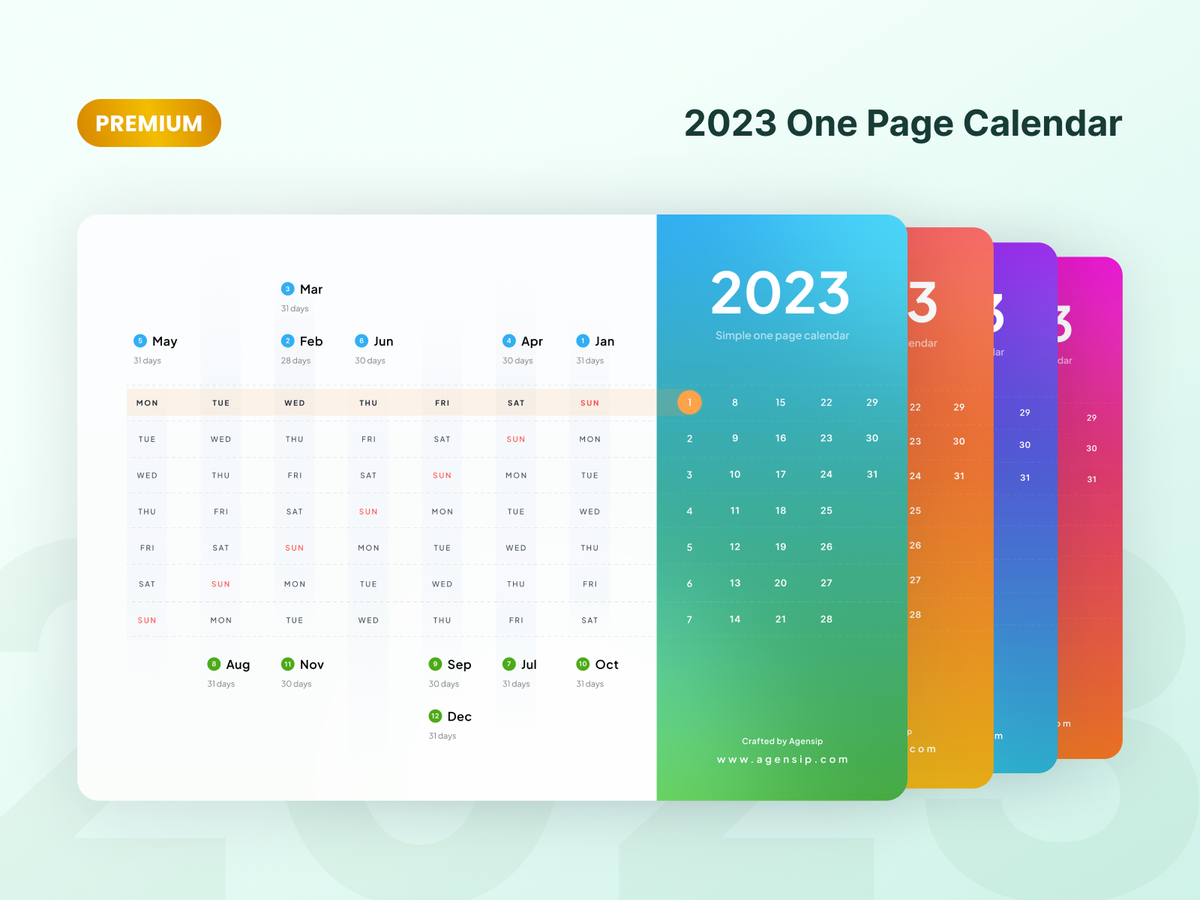 PREMIUM
2023 One Page Calendar
3 Mar
31 days
5 May
2 Feb
6 Jun
4 Apr
1 Jan
31 days
28 days
30 days
30 days
31 days
MON TUE WED THU FRI SAT SUN
TUE WED THU FRI SAT SUN MON
WED THU FRI SAT SUN MON TUE
THU FRI SAT SUN MON TUE WED
FRI SAT SUN MON TUE WED THU
SAT SUN MON TUE WED THU FRI
SUN MON TUE WED THU FRI SAT
8 Aug
11 Nov
9 Sep
7 Jul
10 Oct
31 days
30 days
30 days
31 days
31 days
12 Dec
31 days
2023
Simple one page calendar
1 8 15 22 29
2 9 16 23 30
3 10 17 24 31
4 11 18 25
5 12 19 26
6 13 20 27
7 14 21 28
Crafted by Agensip
www.agensip.com
3
endar
22 29
23 30
24 31
25
26
27
28
p
com
3
dar
29
30
31
m
3
dar
29
30
31
om
2023